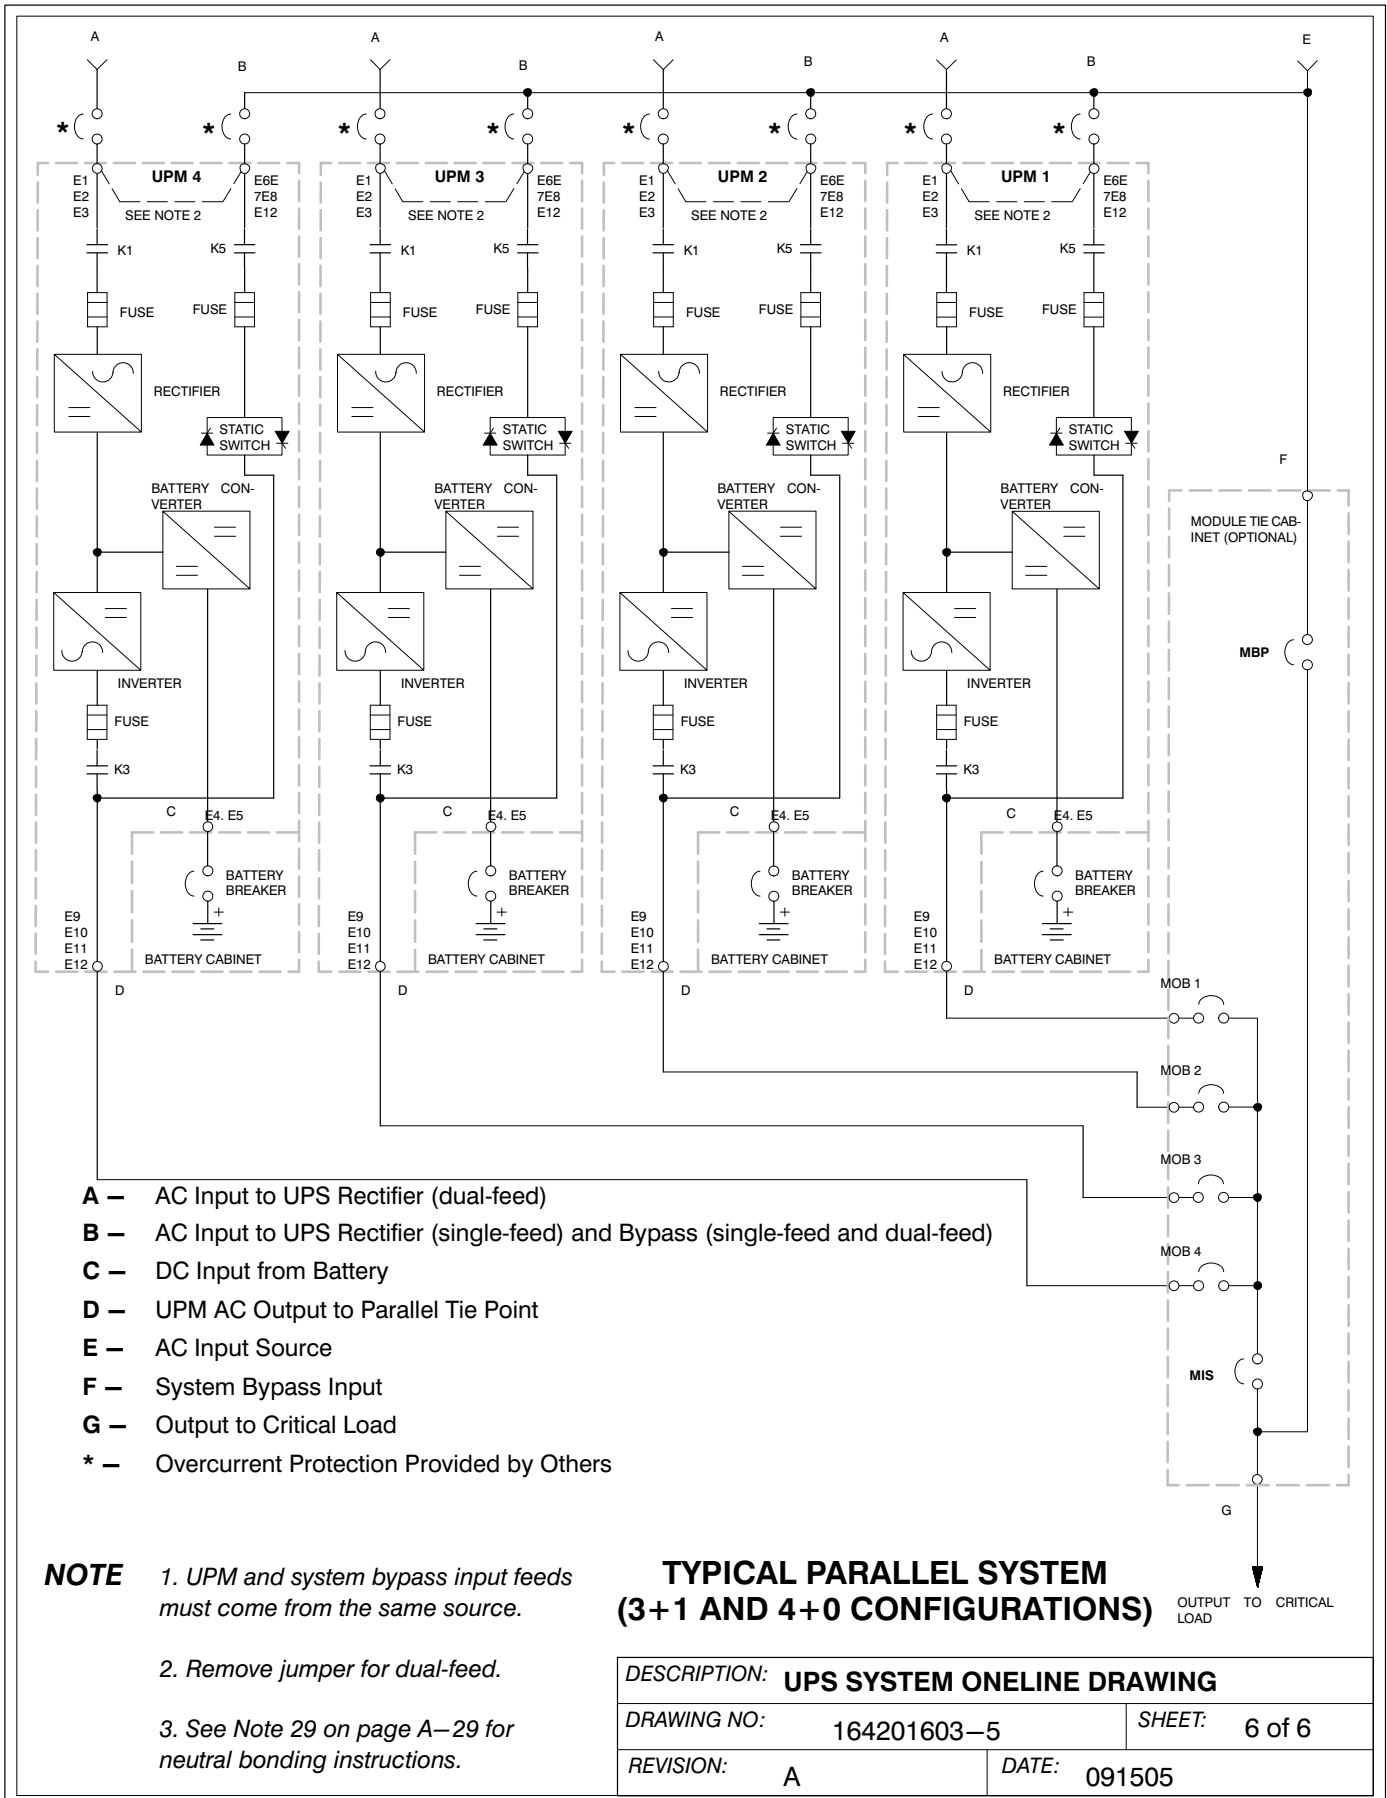 A A A A E
B B B B
* * * * * * * *
UPM 4 UPM 3 UPM 2 UPM 1
E1 E6E E1 E6E E1 E6E E1 E6E
E2 7E8 E2 7E8 E2 7E8 E2 7E8
E3 SEE NOTE 2 E12 E3 SEE NOTE 2 E12 E3 SEE NOTE 2 E12 E3 SEE NOTE 2 E12
K1 K5 K1 K5 K1 K5 K1 K5
FUSE FUSE FUSE FUSE FUSE FUSE FUSE FUSE
RECTIFIER RECTIFIER RECTIFIER RECTIFIER
STATIC STATIC STATIC STATIC
SWITCH SWITCH SWITCH SWITCH
F
BATTERY CON- BATTERY CON- BATTERY CON- BATTERY CON-
VERTER VERTER VERTER VERTER
MODULE TIE CAB-
INET (OPTIONAL)
MBP
INVERTER INVERTER INVERTER INVERTER
FUSE FUSE FUSE FUSE
K3 K3 K3 K3
C E4. E5 C E4. E5 C E4. E5 C E4. E5
BATTERY BATTERY BATTERY BATTERY
BREAKER BREAKER BREAKER BREAKER
+ + + +
E9 E9 E9 E9
E10 E10 E10 E10
E11 E11 E11 E11
E12 BATTERY CABINET E12 BATTERY CABINET E12 BATTERY CABINET E12 BATTERY CABINET
D D D D
MOB 1
MOB 2
MOB 3
MOB 4
MIS
G
OUTPUT TO CRITICAL
LOAD
A – AC Input to UPS Rectifier (dual-feed)
B – AC Input to UPS Rectifier (single-feed) and Bypass (single-feed and dual-feed)
C – DC Input from Battery
D – UPM AC Output to Parallel Tie Point
E – AC Input Source
F – System Bypass Input
G – Output to Critical Load
* – Overcurrent Protection Provided by Others
NOTE 1. UPM and system bypass input feeds
must come from the same source.
2. Remove jumper for dual-feed.
3. See Note 29 on page A–29 for
neutral bonding instructions.
TYPICAL PARALLEL SYSTEM
(3+1 AND 4+0 CONFIGURATIONS)
DESCRIPTION: UPS SYSTEM ONELINE DRAWING
DRAWING NO: 164201603–5 SHEET: 6 of 6
REVISION: A DATE: 091505